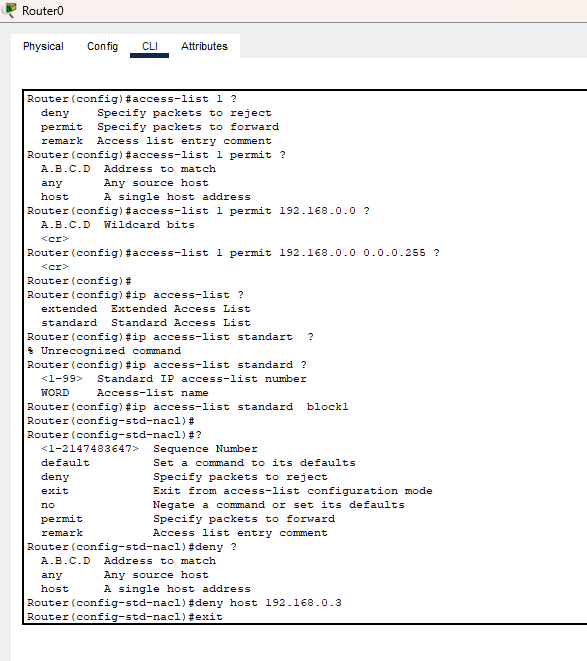 Router0
Physical Config CLI Attributes
Router(config)#access-list 1 ?
  deny    Specify packets to reject
  permit  Specify packets to forward
  remark  Access list entry comment
Router(config)#access-list 1 permit ?
  A.B.C.D  Address to match
  any      Any source host
  host     A single host address
Router(config)#access-list 1 permit 192.168.0.0 ?
  A.B.C.D  Wildcard bits
  <cr>
Router(config)#access-list 1 permit 192.168.0.0 0.0.0.255 ?
  <cr>
Router(config)#
Router(config)#ip access-list ?
  extended  Extended Access List
  standard  Standard Access List
Router(config)#ip access-list standart  ?
% Unrecognized command
Router(config)#ip access-list standard ?
  <1-99>  Standard IP access-list number
  WORD    Access-list name
Router(config)#ip access-list standard  block1
Router(config-std-nacl)#
Router(config-std-nacl)#?
  <1-2147483647>  Sequence Number
  default         Set a command to its defaults
  deny            Specify packets to reject
  exit            Exit from access-list configuration mode
  no              Negate a command or set its defaults
  permit          Specify packets to forward
  remark          Access list entry comment
Router(config-std-nacl)#deny ?
  A.B.C.D  Address to match
  any      Any source host
  host     A single host address
Router(config-std-nacl)#deny host 192.168.0.3
Router(config-std-nacl)#exit